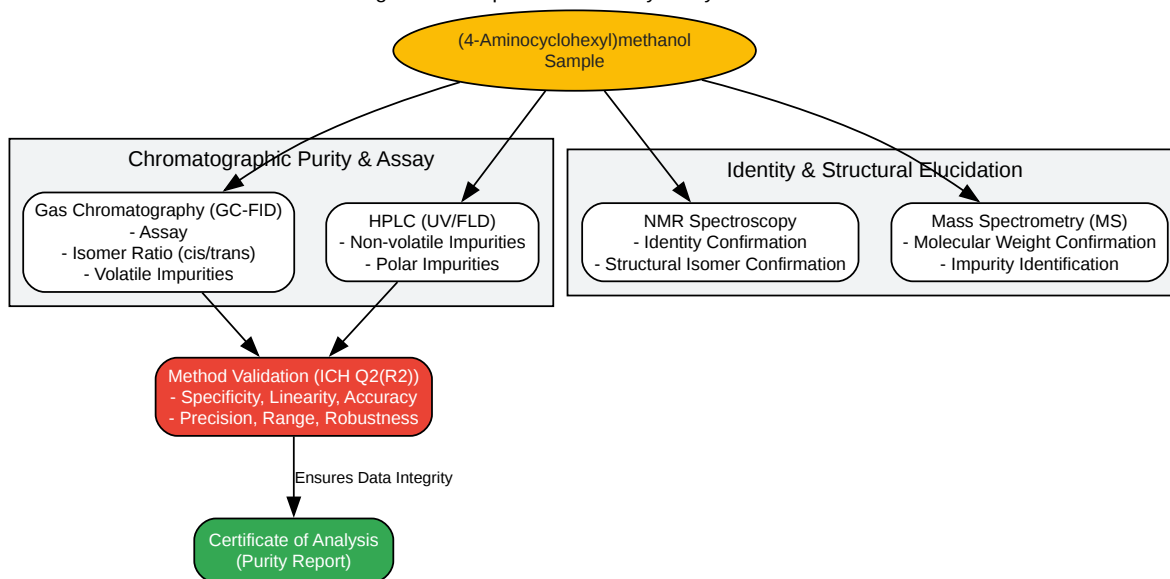 (4-Aminocyclohexyl)methanol
Sample
Chromatographic Purity & Assay
Gas Chromatography (GC-FID)
- Assay
- Isomer Ratio (cis/trans)
- Volatile Impurities
HPLC (UV/FLD)
- Non-volatile Impurities
- Polar Impurities
Identity & Structural Elucidation
NMR Spectroscopy
- Identity Confirmation
- Structural Isomer Confirmation
Mass Spectrometry (MS)
- Molecular Weight Confirmation
- Impurity Identification
Method Validation (ICH Q2(R2))
- Specificity, Linearity, Accuracy
- Precision, Range, Robustness
Ensures Data Integrity
Certificate of Analysis
(Purity Report)